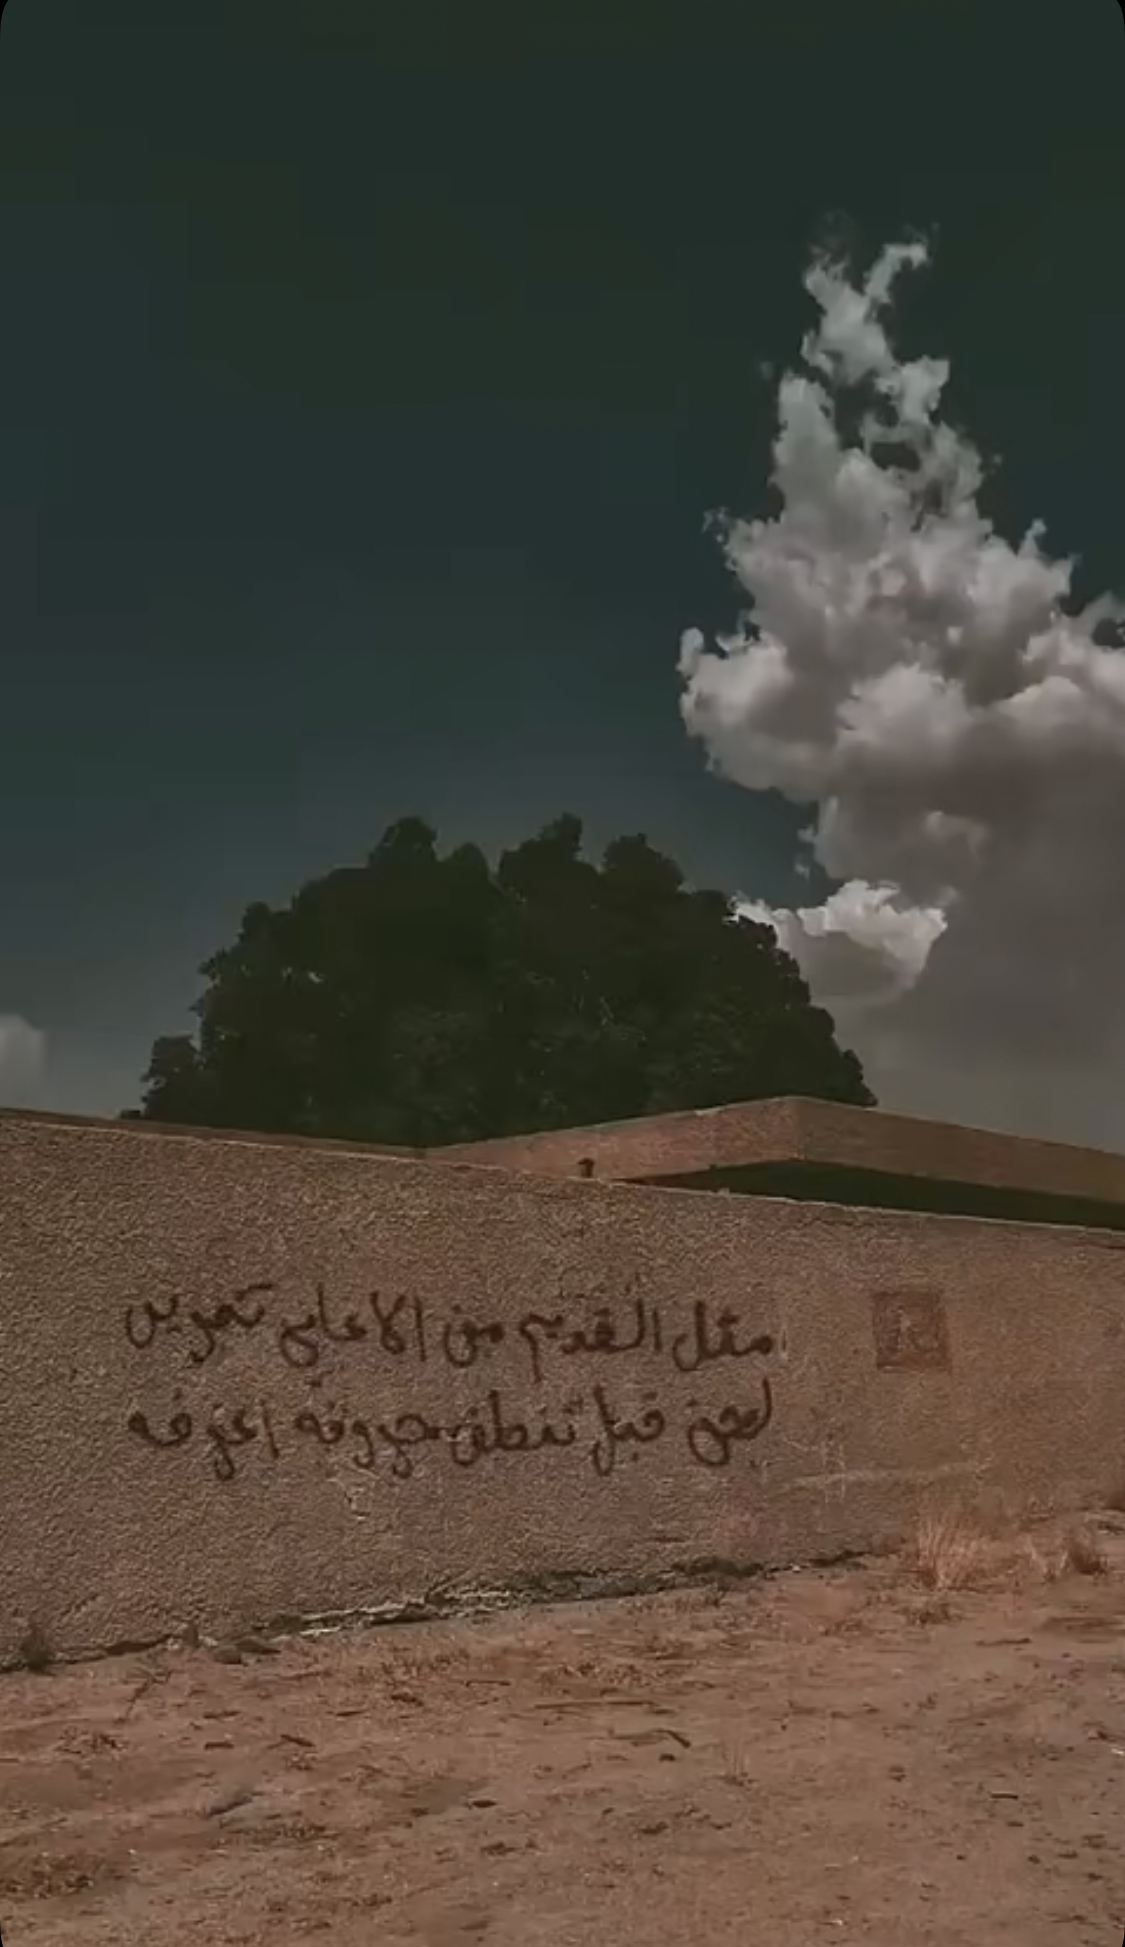 مثل القديم من الاغاني تمرين
لحن قبل تنطق حروفه اعرفه